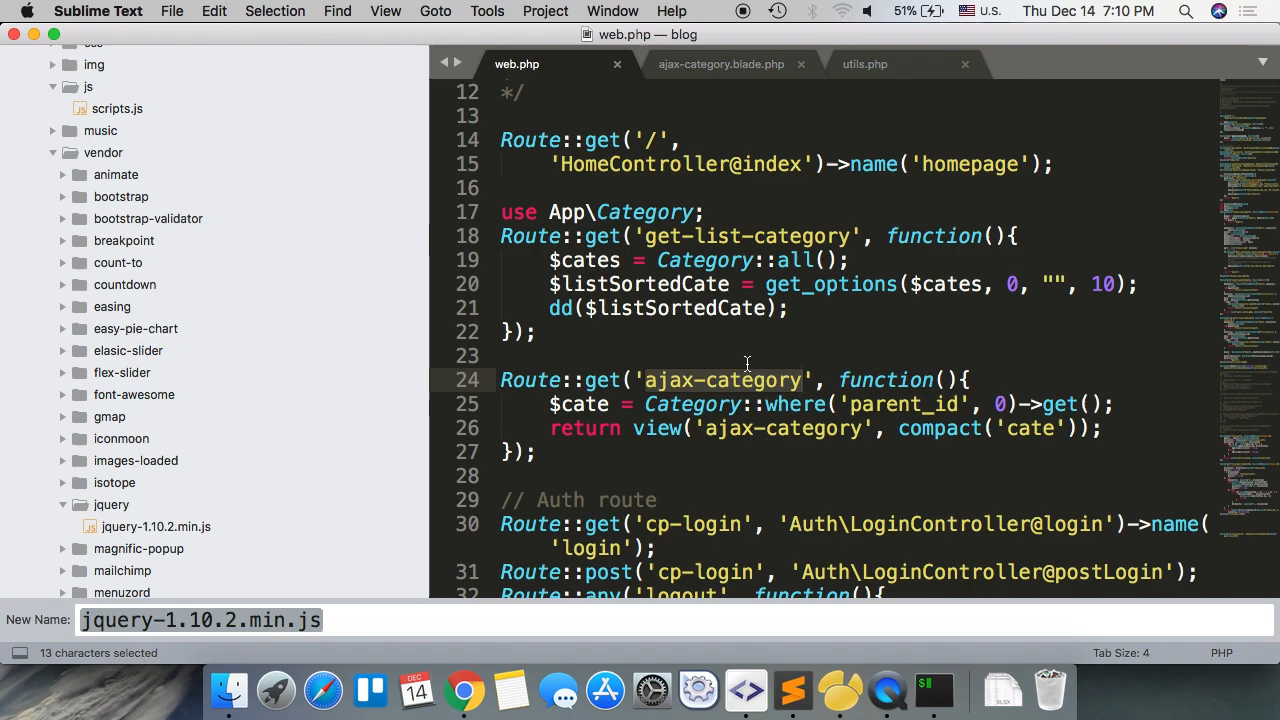 Sublime Text File Edit Selection Find View Goto Tools Project Window Help 51% U.S. Thu Dec 14 7:10 PM
web.php — blog
img
js
scripts.js
music
vendor
animate
bootstrap
bootstrap-validator
breakpoint
count-to
countdown
easing
easy-pie-chart
elasic-slider
flex-slider
font-awesome
gmap
iconmoon
images-loaded
isotope
jquery
jquery-1.10.2.min.js
magnific-popup
mailchimp
menuzord
web.php ajax-category.blade.php utils.php
12 */
13
14 Route::get('/',
15 'HomeController@index')->name('homepage');
16
17 use App\Category;
18 Route::get('get-list-category', function(){
19 $cates = Category::all();
20 $listSortedCate = get_options($cates, 0, "", 10);
21 dd($listSortedCate);
22 });
23
24 Route::get('ajax-category', function(){
25 $cate = Category::where('parent_id', 0)->get();
26 return view('ajax-category', compact('cate'));
27 });
28
29 // Auth route
30 Route::get('cp-login', 'Auth\LoginController@login')->name(
'login');
31 Route::post('cp-login', 'Auth\LoginController@postLogin');
32 Route::any('logout', function(){
New Name: jquery-1.10.2.min.js
13 characters selected Tab Size: 4 PHP
DEC
14
XLSX